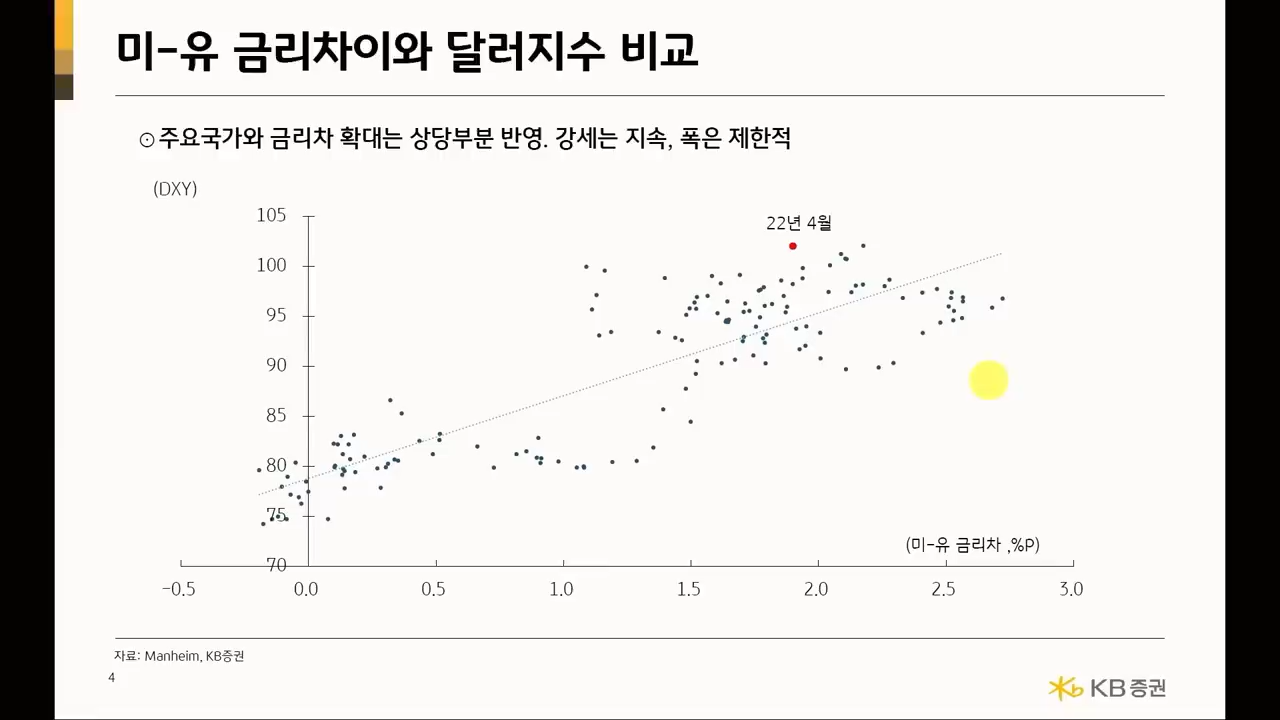 미-유 금리차이와 달러지수 비교
⊙ 주요국가와 금리차 확대는 상당부분 반영. 강세는 지속, 폭은 제한적
(DXY)
105
22년 4월
100
95
90
85
80
75
(미-유 금리차 ,%P)
70
-0.5 0.0 0.5 1.0 1.5 2.0 2.5 3.0
자료: Manheim, KB증권
4
KB 증권